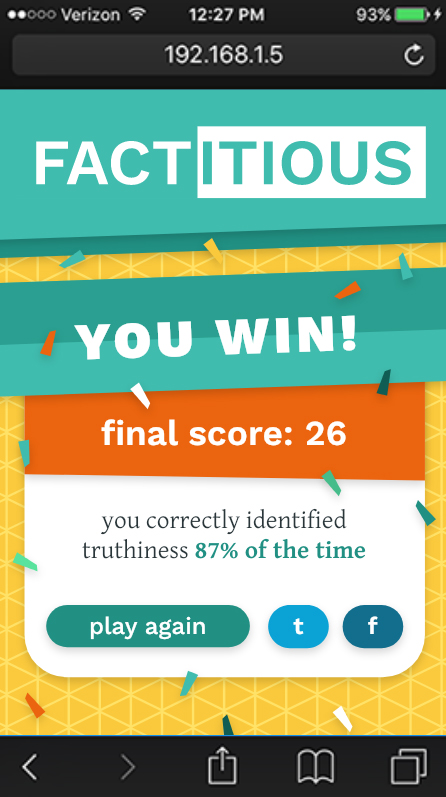 Verizon 12:27 PM 93%
192.168.1.5
FACTITIOUS
YOU WIN!
final score: 26
you correctly identified
truthiness 87% of the time
play again t f